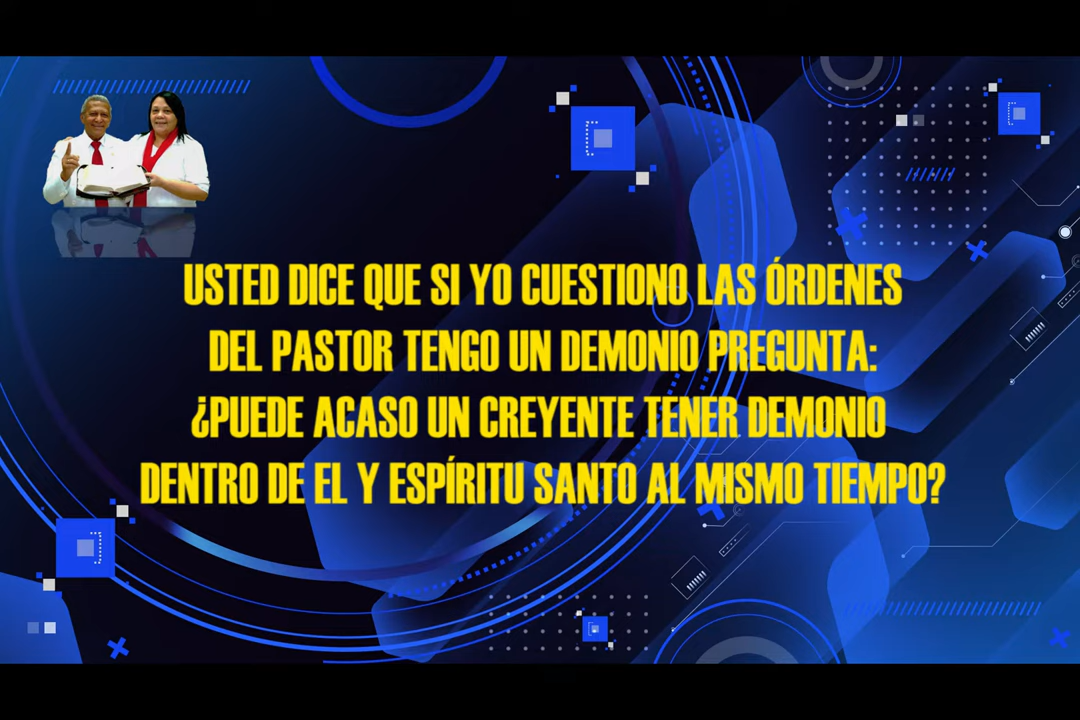 USTED DICE QUE SI YO CUESTIONO LAS ÓRDENES
DEL PASTOR TENGO UN DEMONIO PREGUNTA:
¿PUEDE ACASO UN CREYENTE TENER DEMONIO
DENTRO DE EL Y ESPÍRITU SANTO AL MISMO TIEMPO?